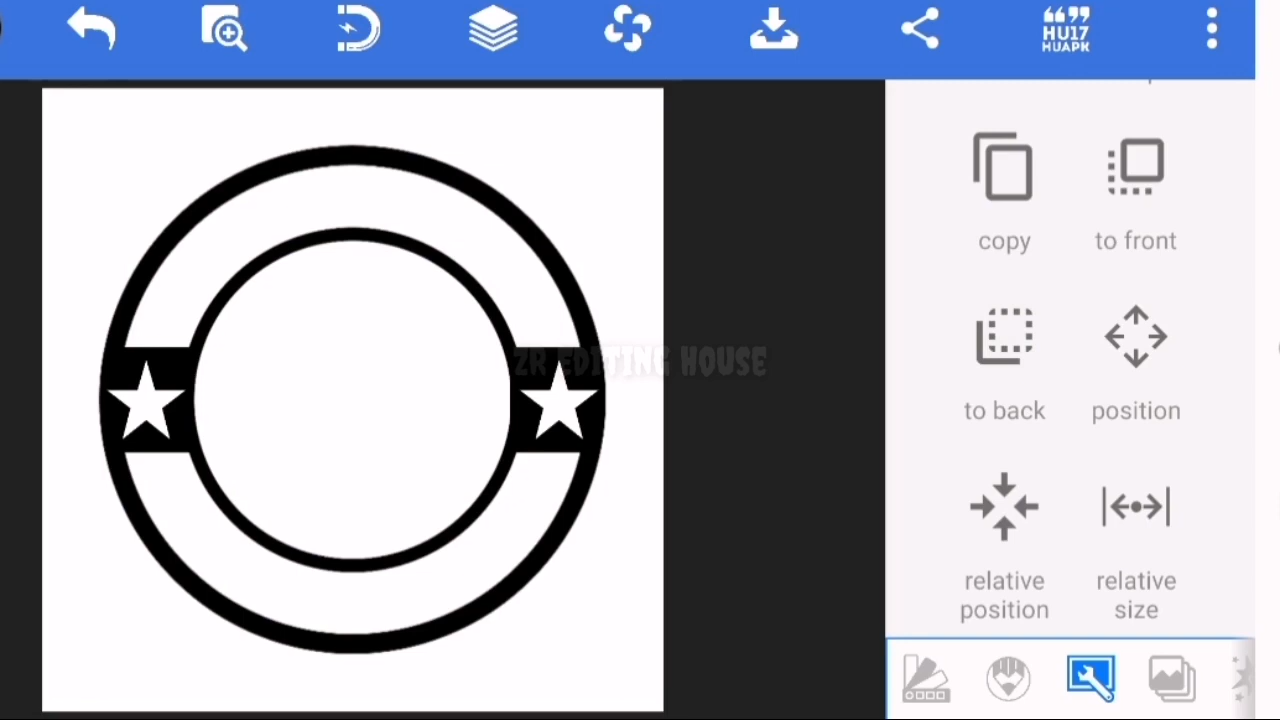 HU17
HUAPK
copy
to front
ZR EDITING HOUSE
to back
position
relative
position
relative
size